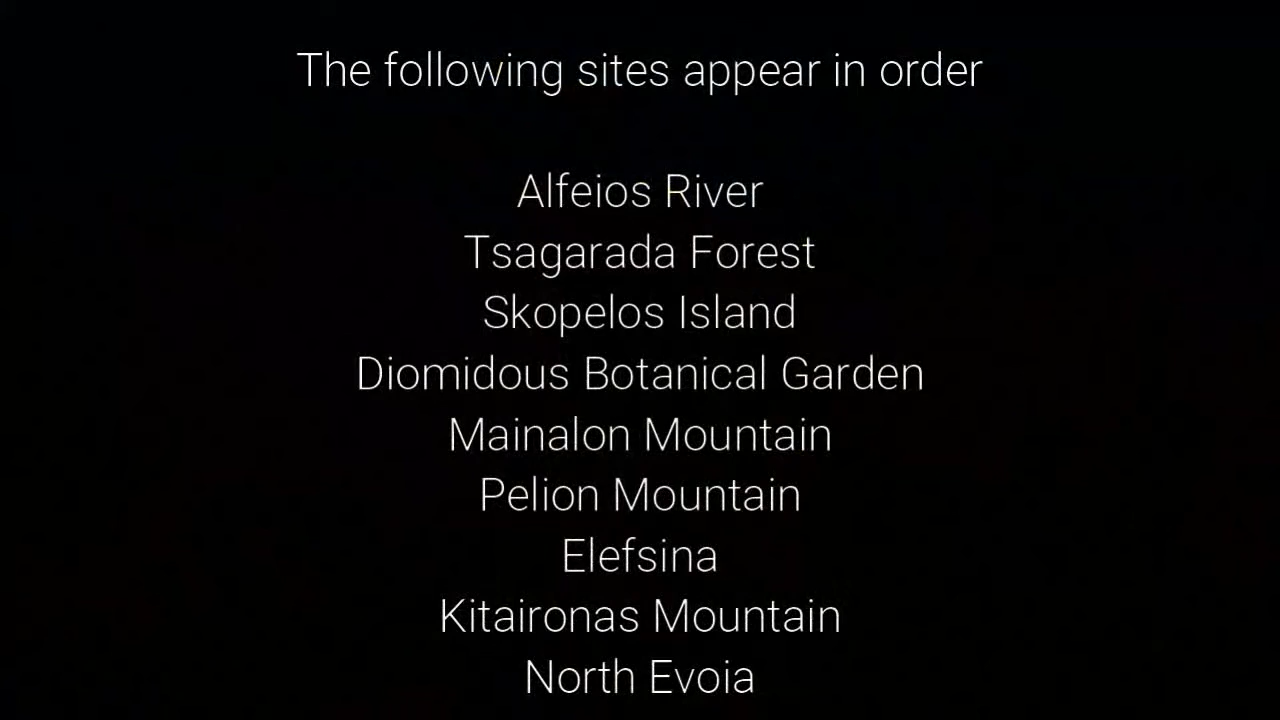 The following sites appear in order
Alfeios River
Tsagarada Forest
Skopelos Island
Diomidous Botanical Garden
Mainalon Mountain
Pelion Mountain
Elefsina
Kitaironas Mountain
North Evoia